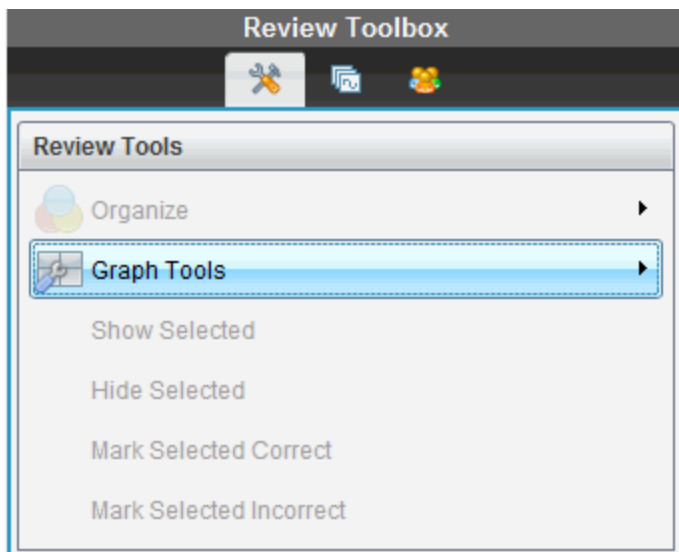 Review Toolbox
Review Tools
Organize
Graph Tools
Show Selected
Hide Selected
Mark Selected Correct
Mark Selected Incorrect